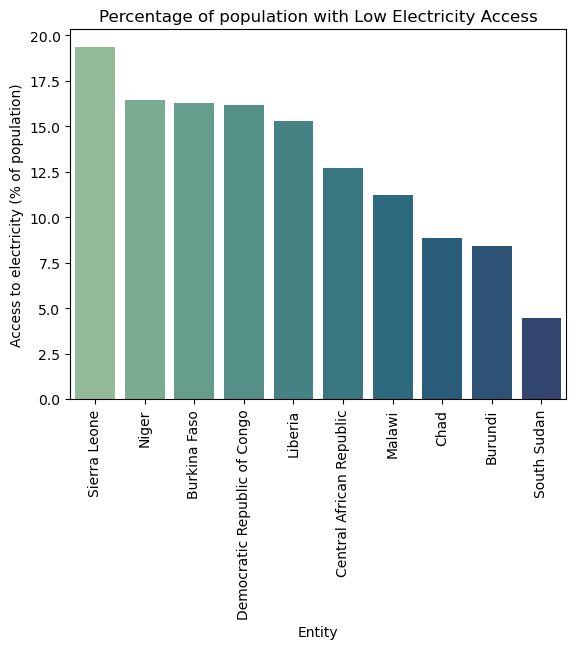 Percentage of population with Low Electricity Access
Access to electricity (% of population)
20.0
17.5
15.0
12.5
10.0
7.5
5.0
2.5
0.0
Sierra Leone
Niger
Burkina Faso
Democratic Republic of Congo
Liberia
Central African Republic
Malawi
Chad
Burundi
South Sudan
Entity